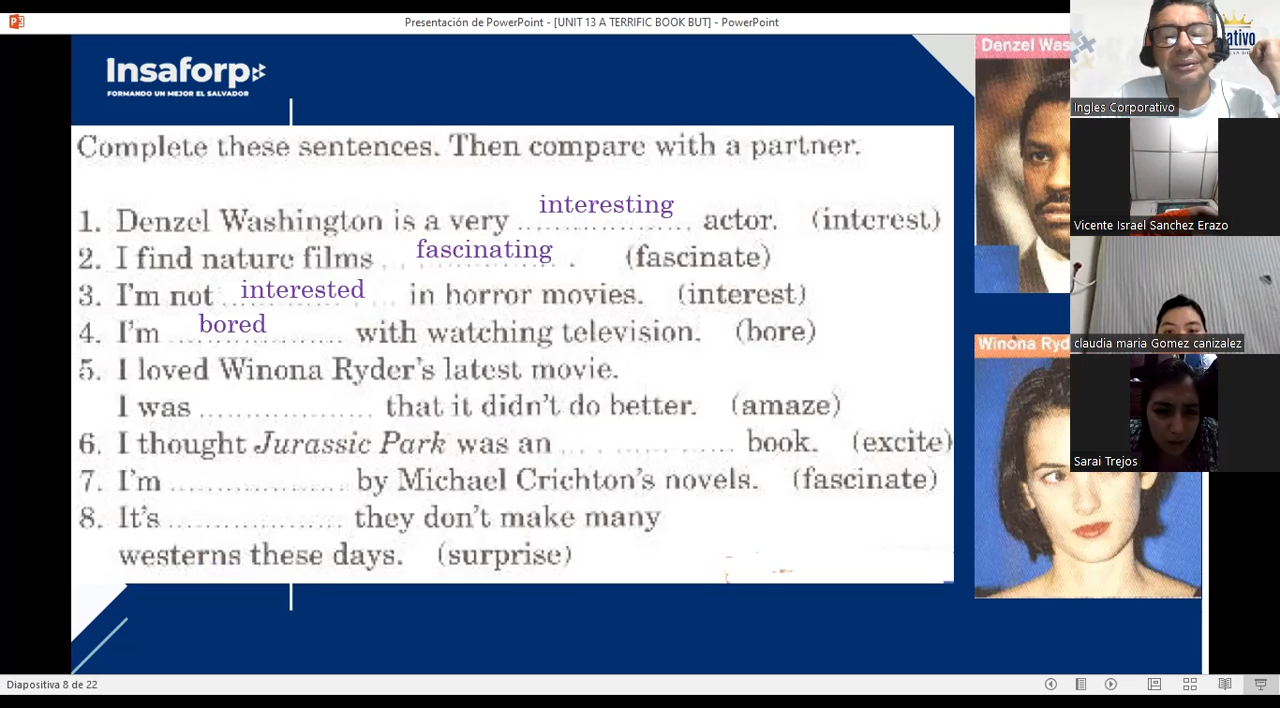 Presentación de PowerPoint - [UNIT 13 A TERRIFIC BOOK BUT] - PowerPoint
Insaforp
FORMANDO UN MEJOR EL SALVADOR
Complete these sentences. Then compare with a partner.
1. Denzel Washington is a very interesting actor. (interest)
2. I find nature films fascinating. (fascinate)
3. I'm not interested in horror movies. (interest)
4. I'm bored with watching television. (bore)
5. I loved Winona Ryder's latest movie.
I was .................. that it didn't do better. (amaze)
6. I thought Jurassic Park was an .................. book. (excite)
7. I'm .................. by Michael Crichton's novels. (fascinate)
8. It's .................. they don't make many
westerns these days. (surprise)
Denzel Was
Winona Ryd
Ingles Corporativo
Vicente Israel Sanchez Erazo
claudia maria Gomez canizalez
Sarai Trejos
Diapositiva 8 de 22